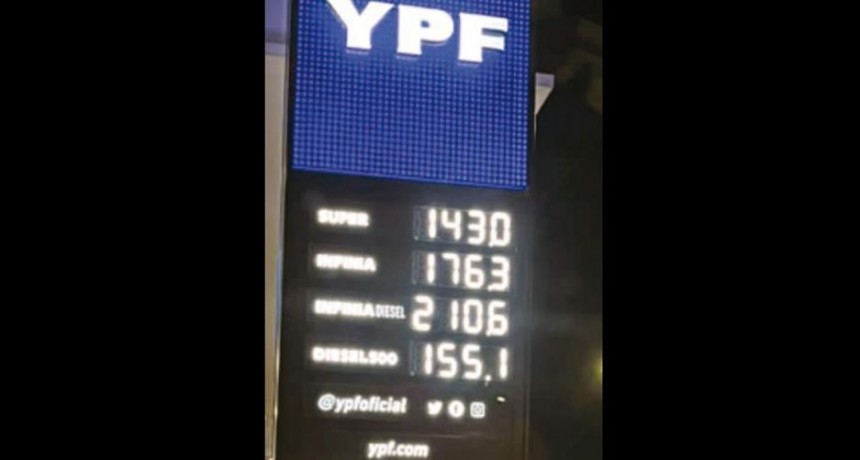 YPF
SUPER 143,0
INFINIA 176,3
INFINIA DIESEL 210,6
DIESEL500 155,1
@ypfoficial
ypf.com